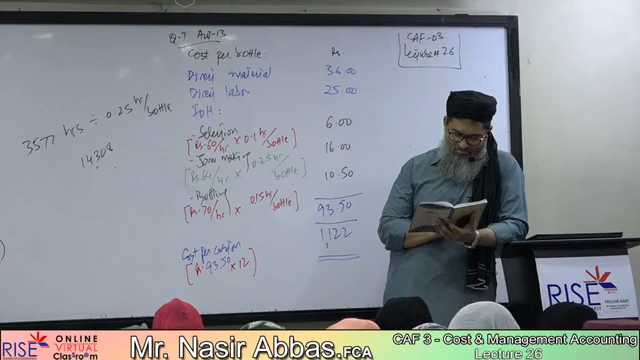 Q-7 Aut-13
CAF-03
Lecture # 26
Cost per bottle: Rs.
Direct material 36.00
Direct labor 25.00
FOH:
- Selection 6.00
[Rs.60/hr x 0.1 hr/bottle]
- Jam making 16.00
[Rs.64/hr x 0.25 hr/bottle]
- Bottling 10.50
[Rs.70/hr x 0.15 hr/bottle]
93.50
Cost per carton 1122
[Rs.93.50 x 12]
3577 hrs ÷ 0.25 hr/bottle
14308
RISE
RISE ONLINE VIRTUAL Classroom
Mr. Nasir Abbas.FCA
CAF 3 - Cost & Management Accounting
Lecture 26